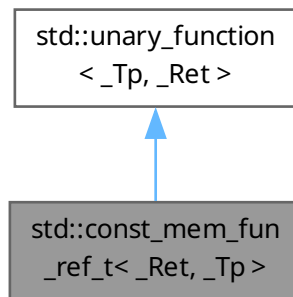 std::unary_function
< _Tp, _Ret >
std::const_mem_fun
_ref_t< _Ret, _Tp >